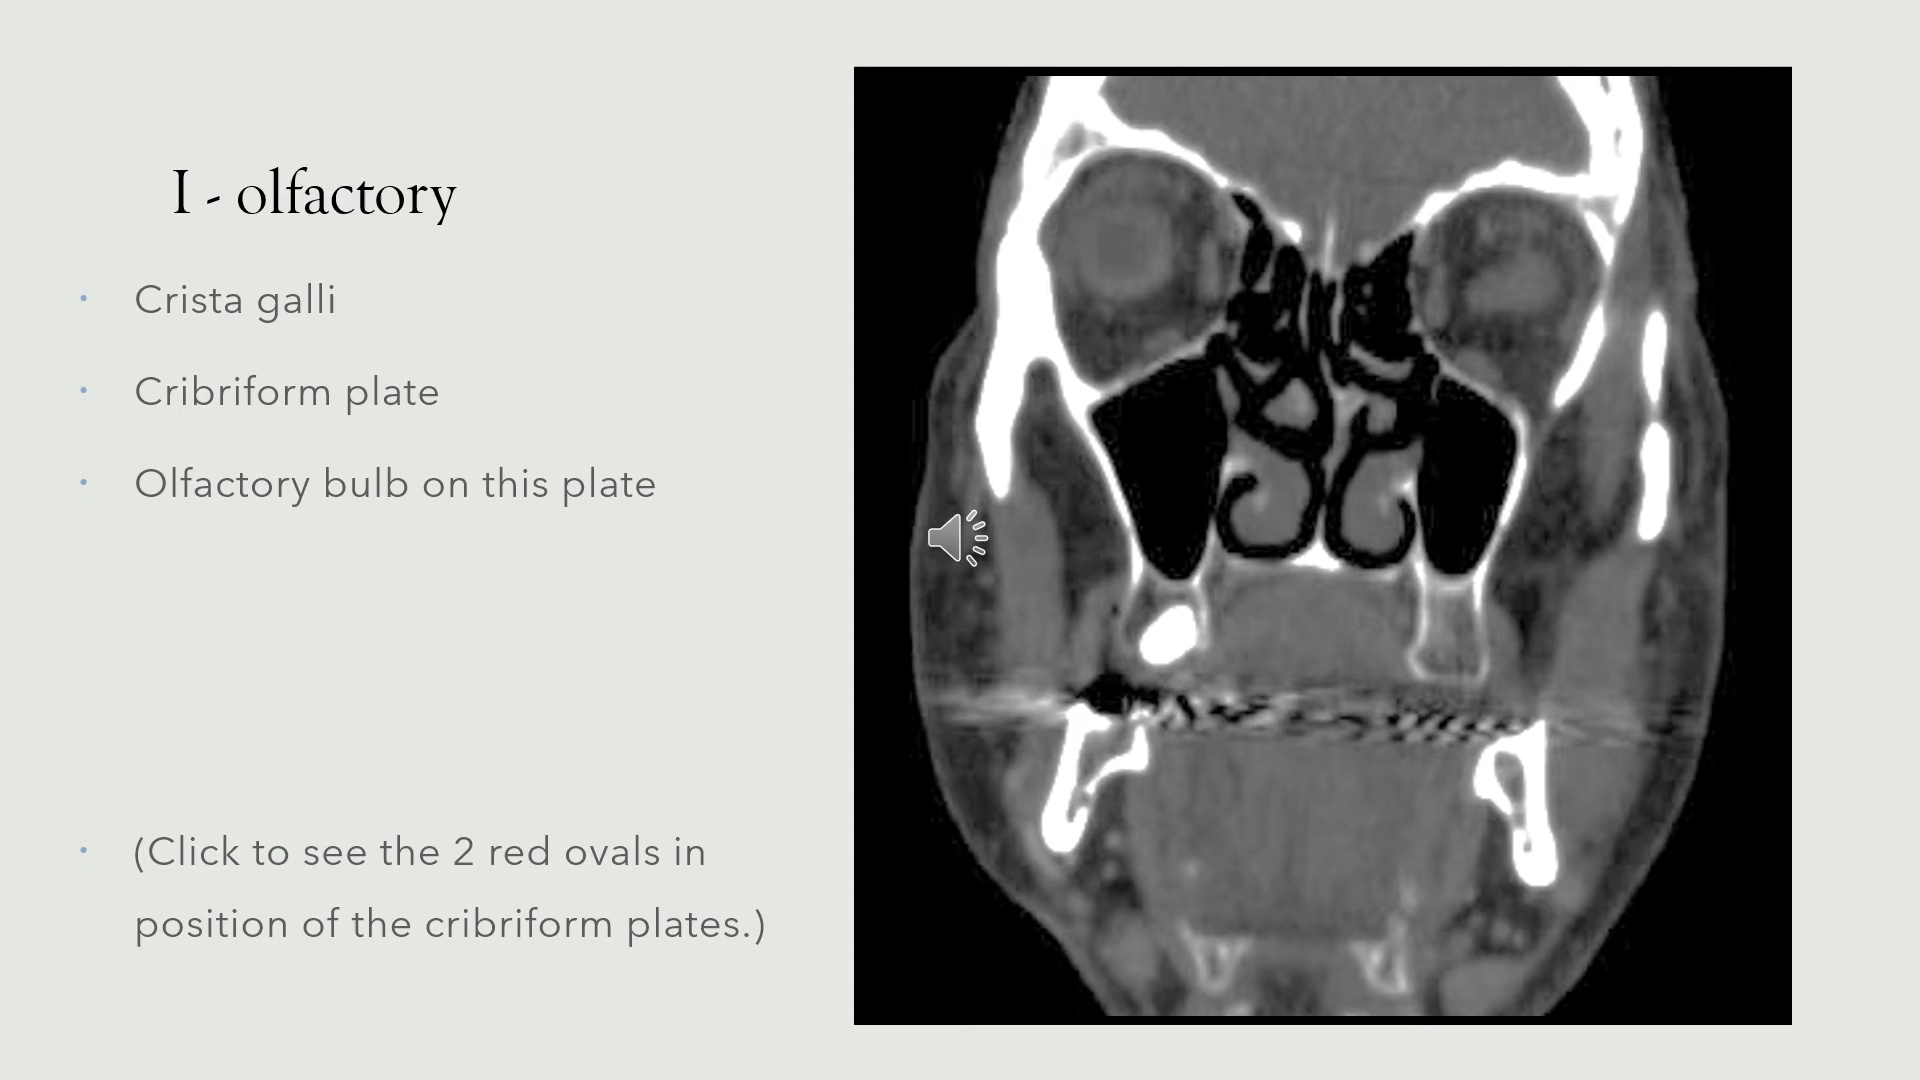 I - olfactory
• Crista galli
• Cribriform plate
• Olfactory bulb on this plate
• (Click to see the 2 red ovals in
position of the cribriform plates.)